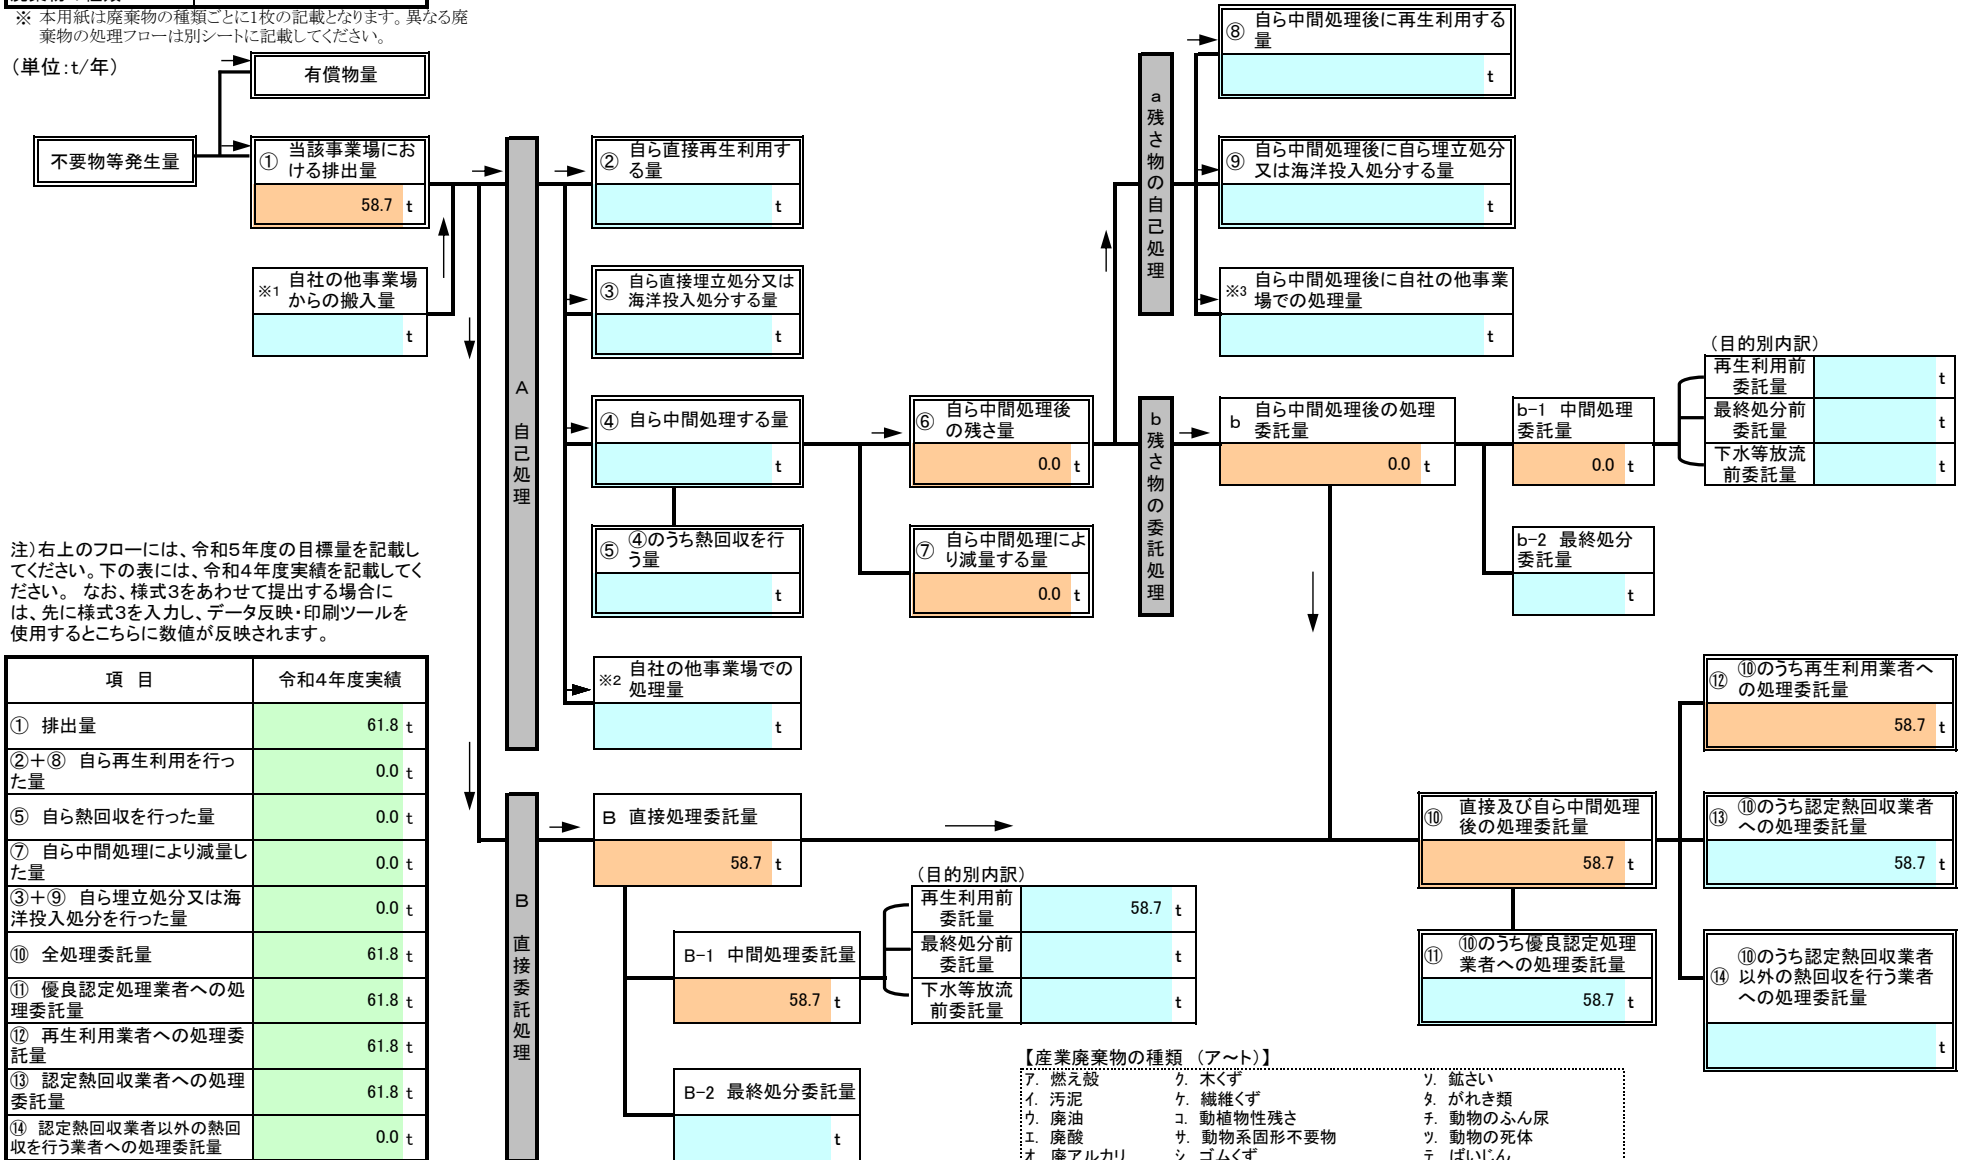 ※ 本用紙は廃棄物の種類ごとに1枚の記載となります。異なる廃
棄物の処理フローは別シートに記載してください。
(単位:t/年)
有償物量
不要物等発生量
① 当該事業場にお
ける排出量
58.7 t
※1 自社の他事業場
からの搬入量
t
A 自己処理
② 自ら直接再生利用す
る量
t
③ 自ら直接埋立処分又は
海洋投入処分する量
t
④ 自ら中間処理する量
t
⑤ ④のうち熱回収を行
う量
t
※2 自社の他事業場での
処理量
t
⑥ 自ら中間処理後
の残さ量
0.0 t
⑦ 自ら中間処理によ
り減量する量
0.0 t
a 残さ物の自己処理
⑧ 自ら中間処理後に再生利用する
量
t
⑨ 自ら中間処理後に自ら埋立処分
又は海洋投入処分する量
t
※3 自ら中間処理後に自社の他事業
場での処理量
t
b 残さ物の委託処理
b 自ら中間処理後の処理
委託量
0.0 t
b-1 中間処理
委託量
0.0 t
(目的別内訳)
再生利用前
委託量
t
最終処分前
委託量
t
下水等放流
前委託量
t
b-2 最終処分
委託量
t
注)右上のフローには、令和5年度の目標量を記載し
てください。下の表には、令和4年度実績を記載してく
ださい。 なお、様式3をあわせて提出する場合に
は、先に様式3を入力し、データ反映・印刷ツールを
使用するとこちらに数値が反映されます。
項 目 令和4年度実績
① 排出量 61.8 t
②+⑧ 自ら再生利用を行っ
た量 0.0 t
⑤ 自ら熱回収を行った量 0.0 t
⑦ 自ら中間処理により減量し
た量 0.0 t
③+⑨ 自ら埋立処分又は海
洋投入処分を行った量 0.0 t
⑩ 全処理委託量 61.8 t
⑪ 優良認定処理業者への処
理委託量 61.8 t
⑫ 再生利用業者への処理委
託量 61.8 t
⑬ 認定熱回収業者への処理
委託量 61.8 t
⑭ 認定熱回収業者以外の熱回
収を行う業者への処理委託量 0.0 t
B 直接委託処理
B 直接処理委託量
58.7 t
B-1 中間処理委託量
58.7 t
(目的別内訳)
再生利用前
委託量
58.7 t
最終処分前
委託量
t
下水等放流
前委託量
t
B-2 最終処分委託量
t
⑩ 直接及び自ら中間処理
後の処理委託量
58.7 t
⑪ ⑩のうち優良認定処理
業者への処理委託量
58.7 t
⑫ ⑩のうち再生利用業者へ
の処理委託量
58.7 t
⑬ ⑩のうち認定熱回収業者
への処理委託量
58.7 t
⑭ ⑩のうち認定熱回収業者
以外の熱回収を行う業者
への処理委託量
t
【産業廃棄物の種類 (ア～ト)】
ア. 燃え殻 ク. 木くず ソ. 鉱さい
イ. 汚泥 ケ. 繊維くず タ. がれき類
ウ. 廃油 コ. 動植物性残さ チ. 動物のふん尿
エ. 廃酸 サ. 動物系固形不要物 ツ. 動物の死体
オ. 廃アルカリ シ. ゴムくず テ. ばいじん